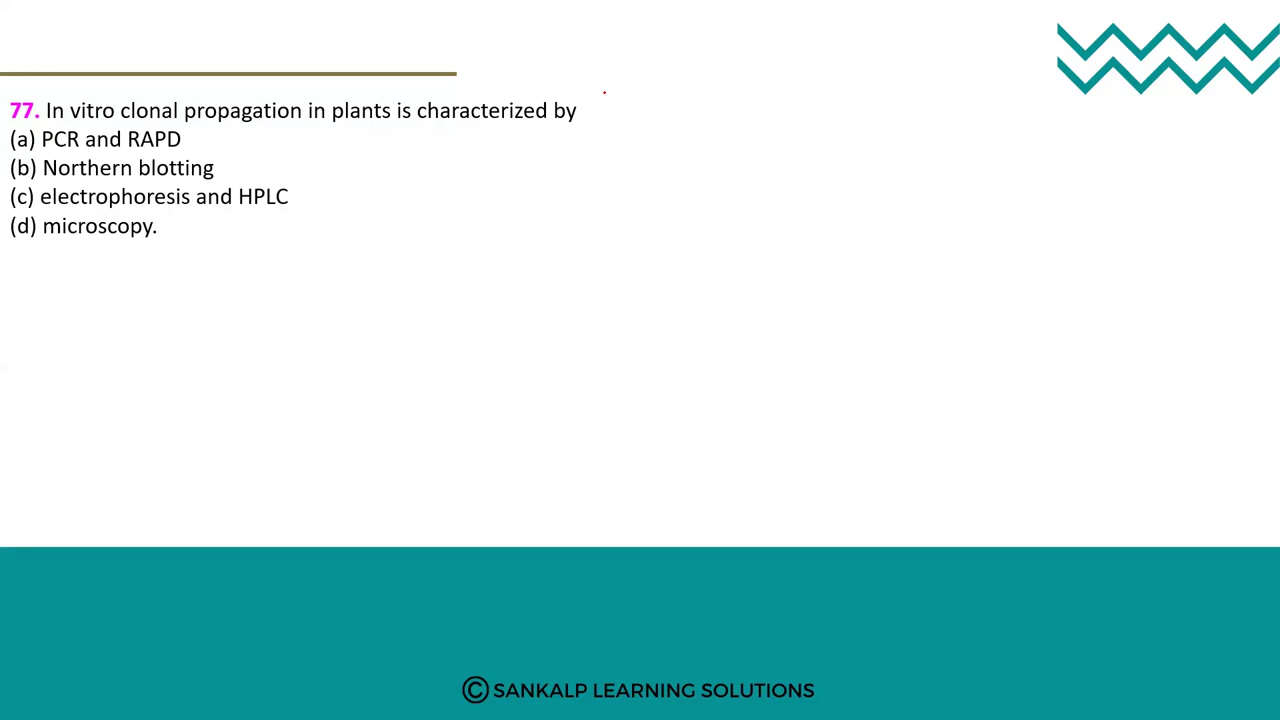 77. In vitro clonal propagation in plants is characterized by
(a) PCR and RAPD
(b) Northern blotting
(c) electrophoresis and HPLC
(d) microscopy.
© SANKALP LEARNING SOLUTIONS